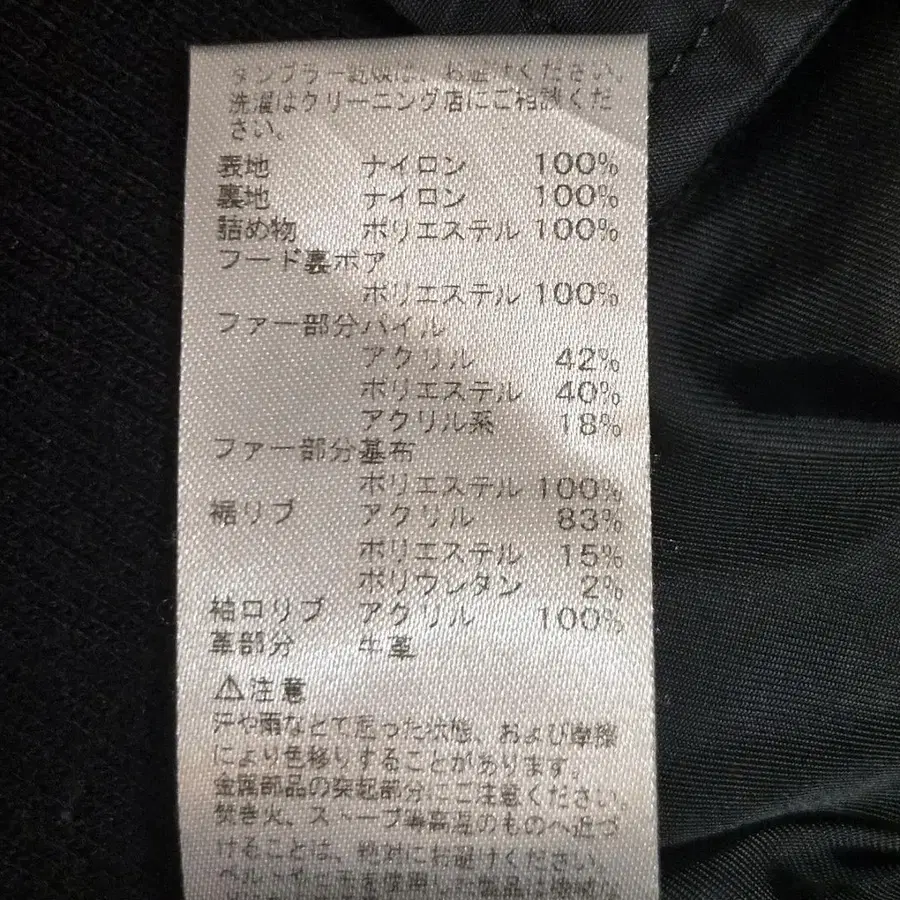 タンブラー乾燥は、お避けください。
洗濯はクリーニング店にご相談くだ
さい。
表地 ナイロン 100%
裏地 ナイロン 100%
詰め物 ポリエステル 100%
フード裏ボア
ポリエステル 100%
ファー部分パイル
アクリル 42%
ポリエステル 40%
アクリル系 18%
ファー部分基布
ポリエステル 100%
裾リブ アクリル 83%
ポリエステル 15%
ポリウレタン 2%
袖口リブ アクリル 100%
革部分 牛革
⚠注意
汗や雨などで湿った状態、および摩擦
により色移りすることがあります。
金属部品の突起部分にご注意ください。
焚き火、ストーブ等高温のものへ近づ
けることは、絶対にお避けください。
を使用した製品は